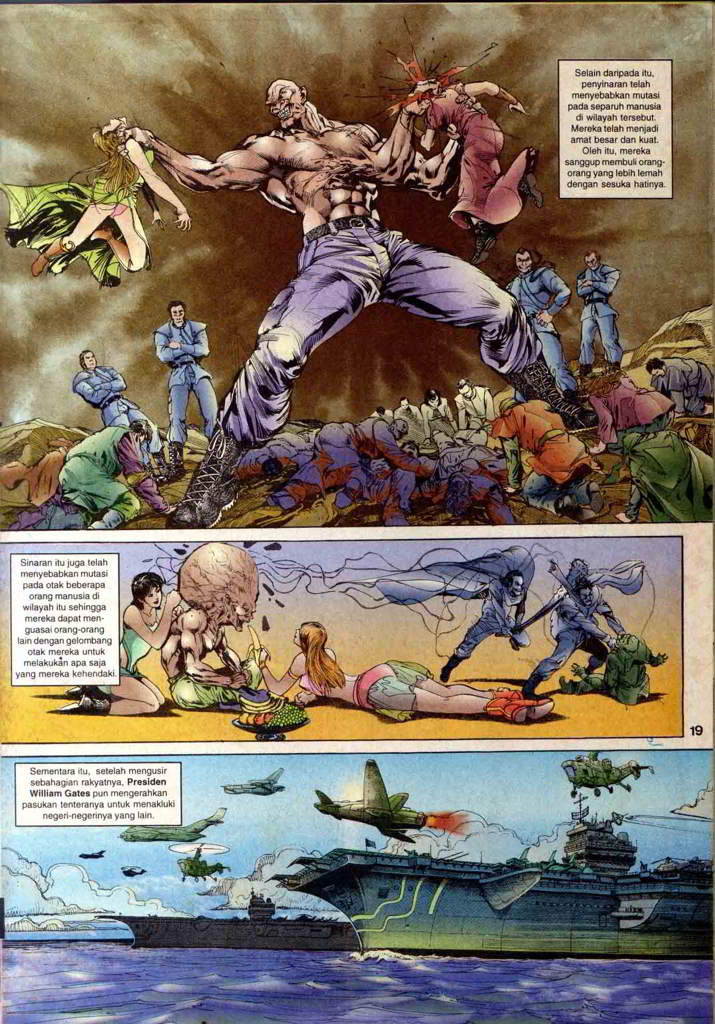 Selain daripada itu,
penyinaran telah
menyebabkan mutasi
pada separuh manusia
di wilayah tersebut.
Mereka telah menjadi
amat besar dan kuat.
Oleh itu, mereka
sanggup membuli orang-
orang yang lebih lemah
dengan sesuka hatinya.
Sinaran itu juga telah
menyebabkan mutasi
pada otak beberapa
orang manusia di
wilayah itu sehingga
mereka dapat men-
guasai orang-orang
lain dengan gelombang
otak mereka untuk
melakukan apa saja
yang mereka kehendaki.
19
Sementara itu, setelah mengusir
sebahagian rakyatnya, Presiden
William Gates pun mengerahkan
pasukan tenteranya untuk menakluki
negeri-negerinya yang lain.